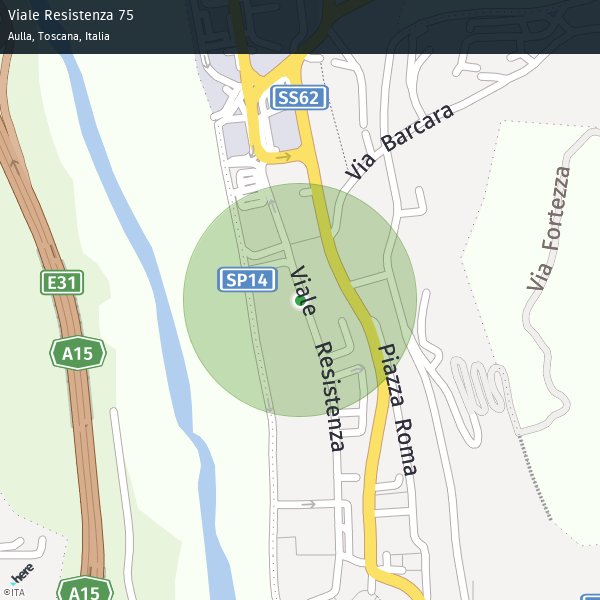 Viale Resistenza 75
Aulla, Toscana, Italia
SS62
Via Barcara
Via Fortezza
SP14
E31
Viale Resistenza
A15
Piazza Roma
here
©ITA
A15